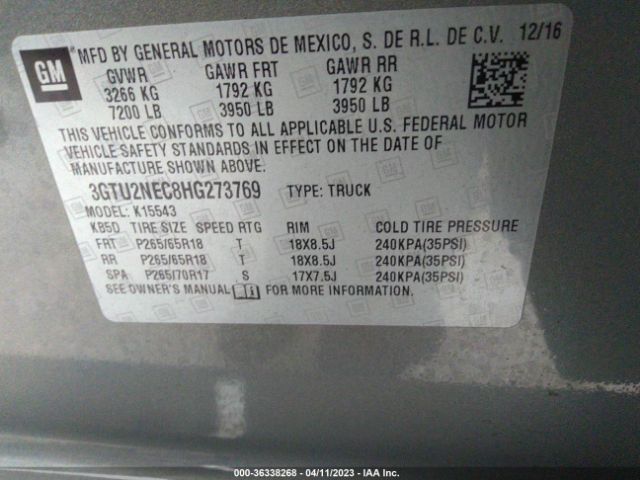 GM
MFD BY GENERAL MOTORS DE MEXICO, S. DE R.L. DE C.V. 12/16
GVWR GAWR FRT GAWR RR
3266 KG 1792 KG 1792 KG
7200 LB 3950 LB 3950 LB
THIS VEHICLE CONFORMS TO ALL APPLICABLE U.S. FEDERAL MOTOR
VEHICLE SAFETY STANDARDS IN EFFECT ON THE DATE OF
MANUFACTURE SHOWN ABOVE.
3GTU2NEC8HG273769 TYPE: TRUCK
MODEL: K15543
KB5D TIRE SIZE SPEED RTG RIM COLD TIRE PRESSURE
FRT P265/65R18 T 18X8.5J 240KPA(35PSI)
RR P265/65R18 T 18X8.5J 240KPA(35PSI)
SPA P265/70R17 S 17X7.5J 240KPA(35PSI)
SEE OWNER'S MANUAL FOR MORE INFORMATION.
000-36338268 - 04/11/2023 - IAA Inc.